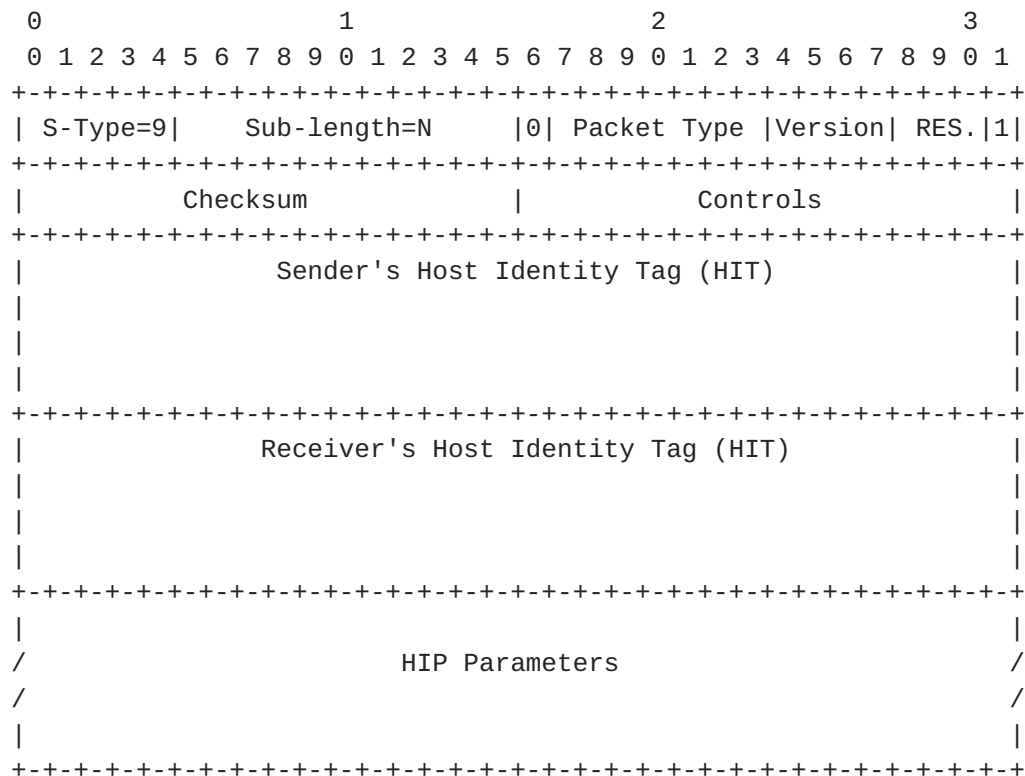 0                   1                   2                   3
 0 1 2 3 4 5 6 7 8 9 0 1 2 3 4 5 6 7 8 9 0 1 2 3 4 5 6 7 8 9 0 1
+-+-+-+-+-+-+-+-+-+-+-+-+-+-+-+-+-+-+-+-+-+-+-+-+-+-+-+-+-+-+-+-+
| S-Type=9|    Sub-length=N     |0| Packet Type |Version| RES.|1|
+-+-+-+-+-+-+-+-+-+-+-+-+-+-+-+-+-+-+-+-+-+-+-+-+-+-+-+-+-+-+-+-+
|          Checksum             |           Controls            |
+-+-+-+-+-+-+-+-+-+-+-+-+-+-+-+-+-+-+-+-+-+-+-+-+-+-+-+-+-+-+-+-+
|                Sender's Host Identity Tag (HIT)               |
|                                                               |
|                                                               |
|                                                               |
+-+-+-+-+-+-+-+-+-+-+-+-+-+-+-+-+-+-+-+-+-+-+-+-+-+-+-+-+-+-+-+-+
|               Receiver's Host Identity Tag (HIT)              |
|                                                               |
|                                                               |
|                                                               |
+-+-+-+-+-+-+-+-+-+-+-+-+-+-+-+-+-+-+-+-+-+-+-+-+-+-+-+-+-+-+-+-+
|                                                               |
/                        HIP Parameters                         /
/                                                               /
|                                                               |
+-+-+-+-+-+-+-+-+-+-+-+-+-+-+-+-+-+-+-+-+-+-+-+-+-+-+-+-+-+-+-+-+